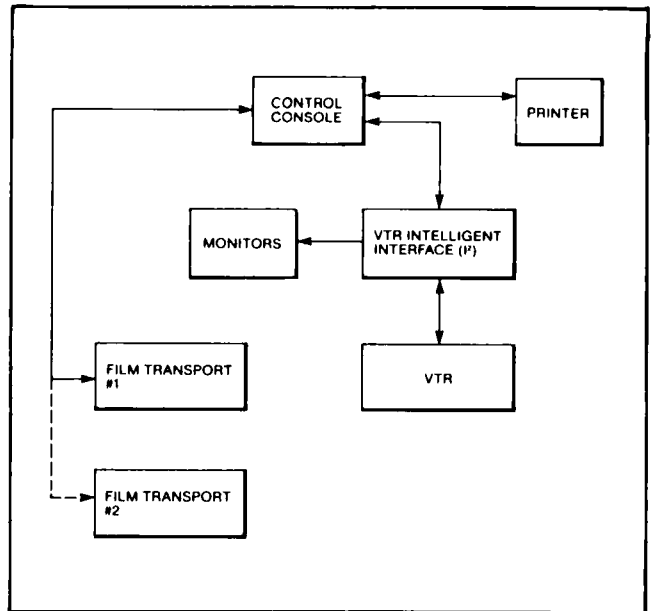 CONTROL
CONSOLE
PRINTER
MONITORS
VTR INTELLIGENT
INTERFACE (I²)
FILM TRANSPORT
#1
VTR
FILM TRANSPORT
#2